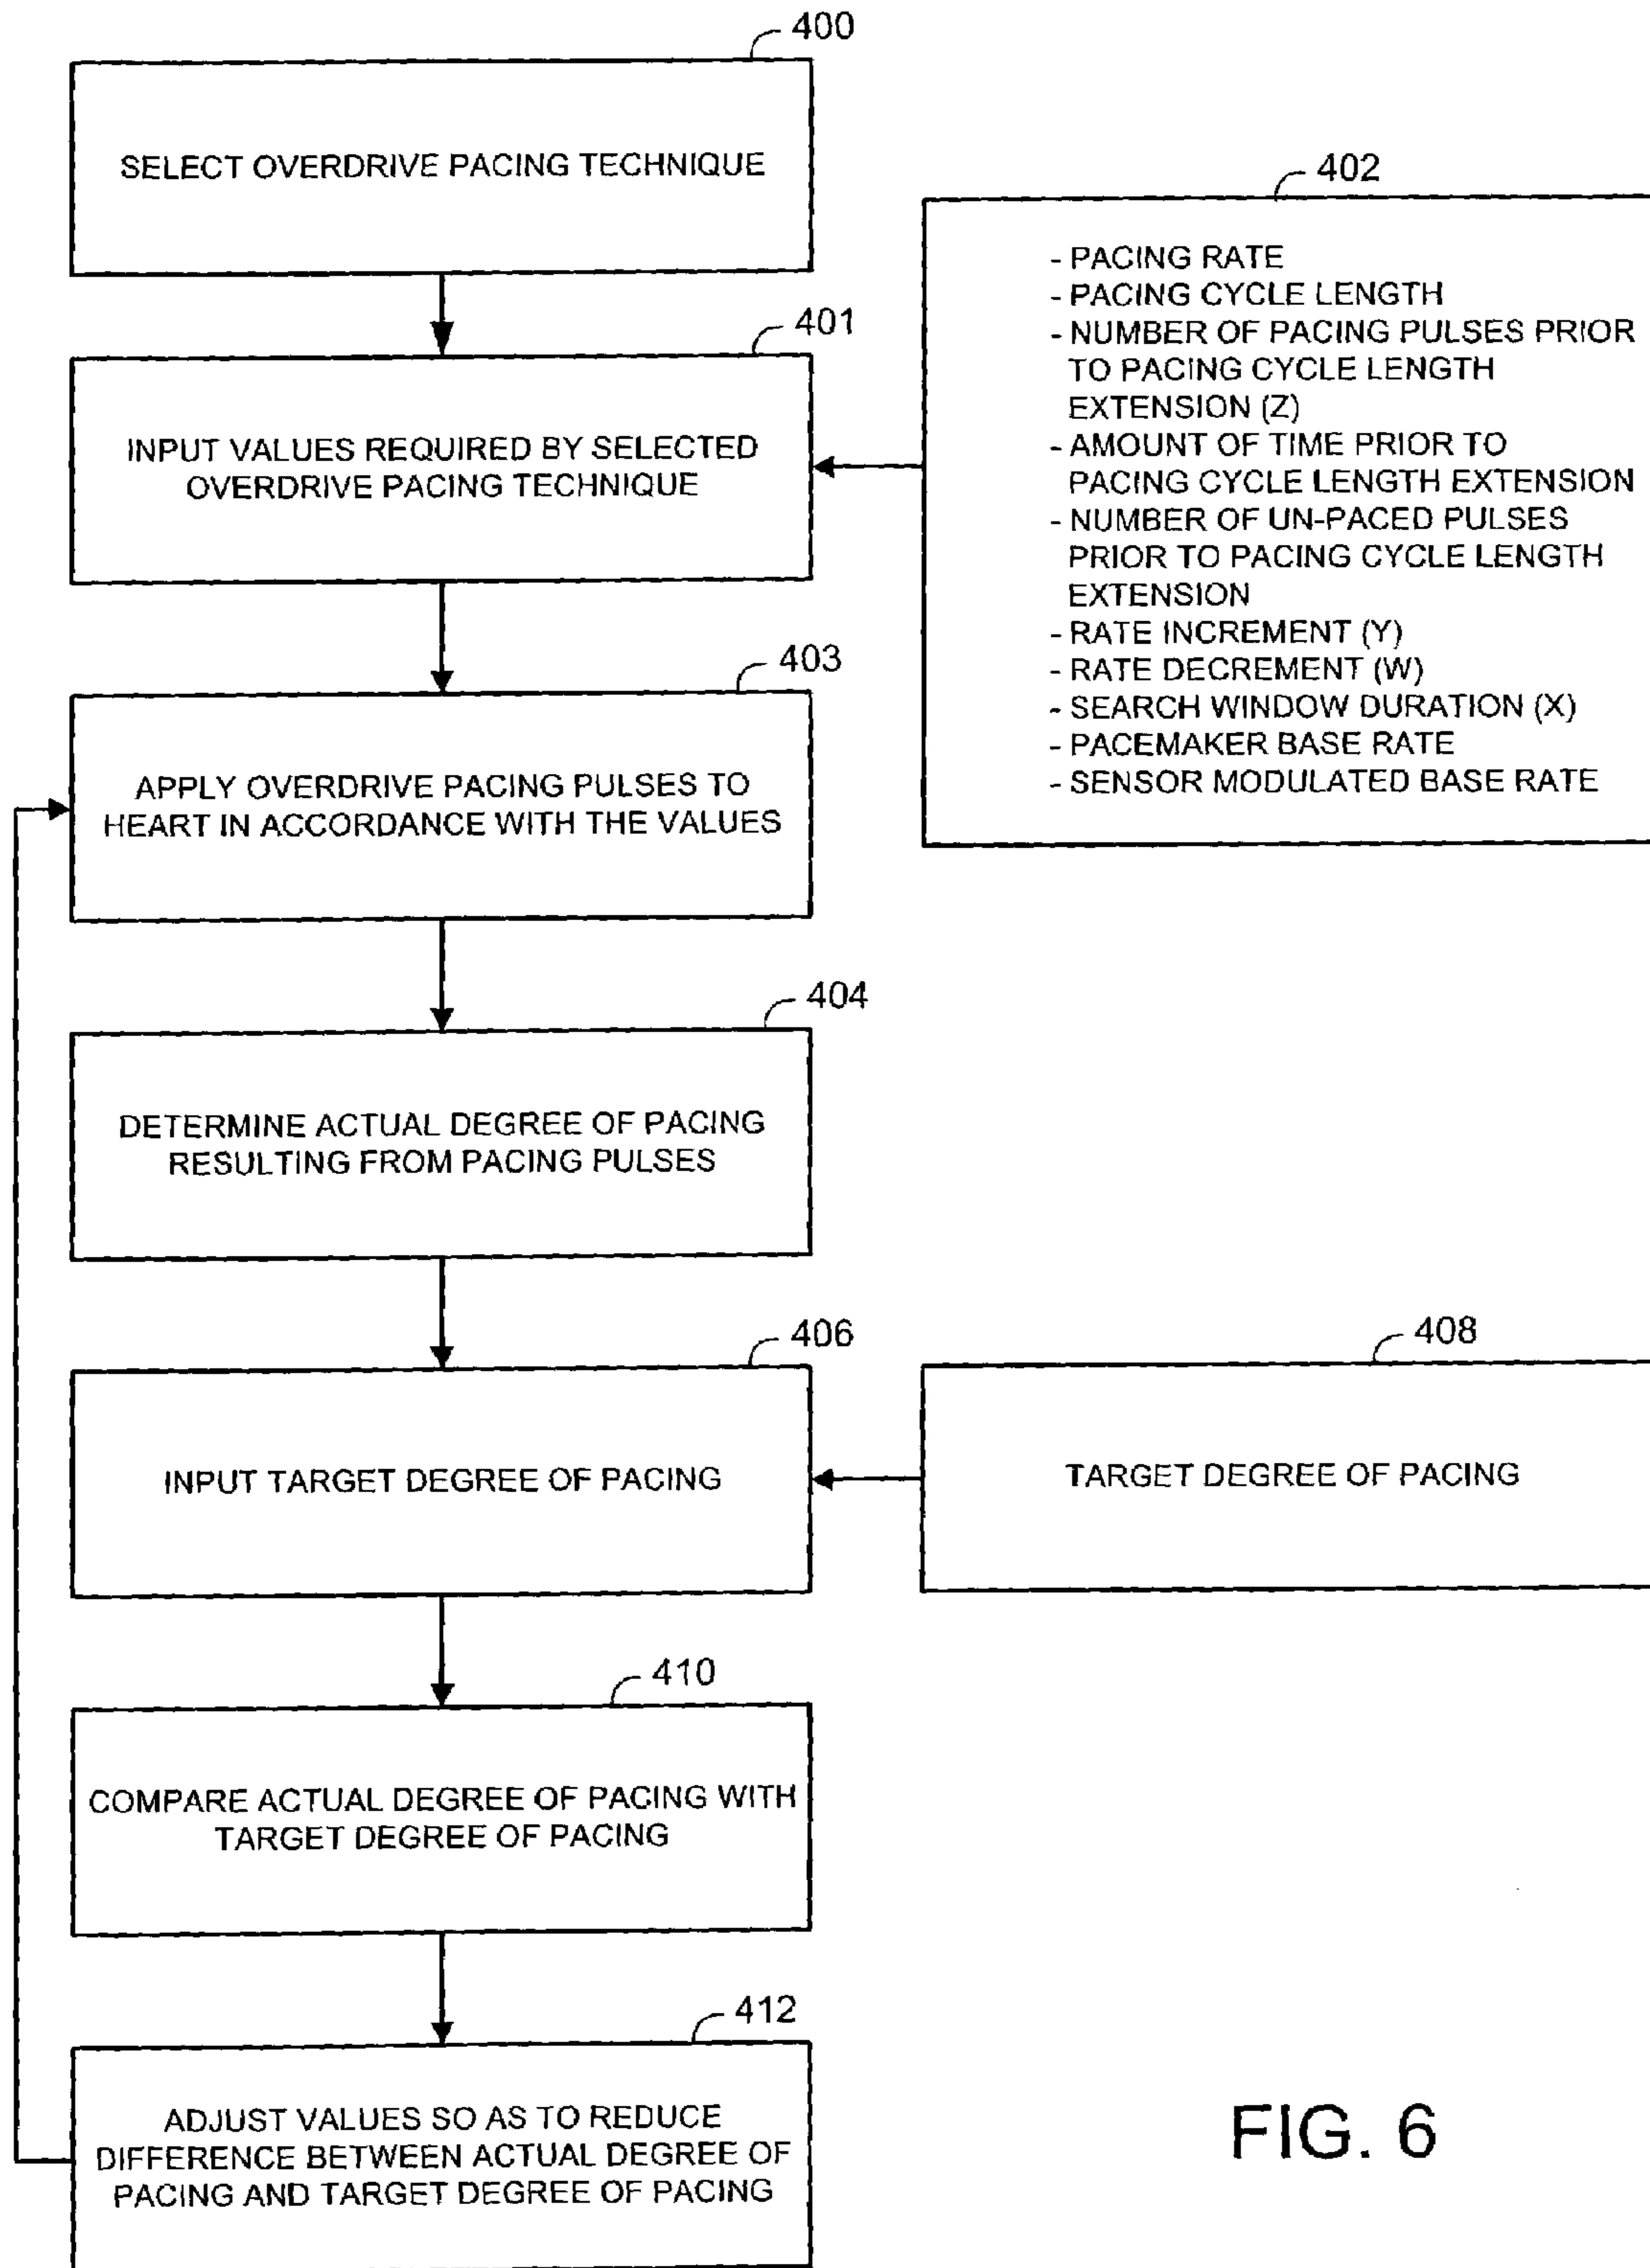 400
SELECT OVERDRIVE PACING TECHNIQUE
401
INPUT VALUES REQUIRED BY SELECTED
OVERDRIVE PACING TECHNIQUE
402
- PACING RATE
- PACING CYCLE LENGTH
- NUMBER OF PACING PULSES PRIOR
TO PACING CYCLE LENGTH
EXTENSION (Z)
- AMOUNT OF TIME PRIOR TO
PACING CYCLE LENGTH EXTENSION
- NUMBER OF UN-PACED PULSES
PRIOR TO PACING CYCLE LENGTH
EXTENSION
- RATE INCREMENT (Y)
- RATE DECREMENT (W)
- SEARCH WINDOW DURATION (X)
- PACEMAKER BASE RATE
- SENSOR MODULATED BASE RATE
403
APPLY OVERDRIVE PACING PULSES TO
HEART IN ACCORDANCE WITH THE VALUES
404
DETERMINE ACTUAL DEGREE OF PACING
RESULTING FROM PACING PULSES
406
INPUT TARGET DEGREE OF PACING
408
TARGET DEGREE OF PACING
410
COMPARE ACTUAL DEGREE OF PACING WITH
TARGET DEGREE OF PACING
412
ADJUST VALUES SO AS TO REDUCE
DIFFERENCE BETWEEN ACTUAL DEGREE OF
PACING AND TARGET DEGREE OF PACING
FIG. 6